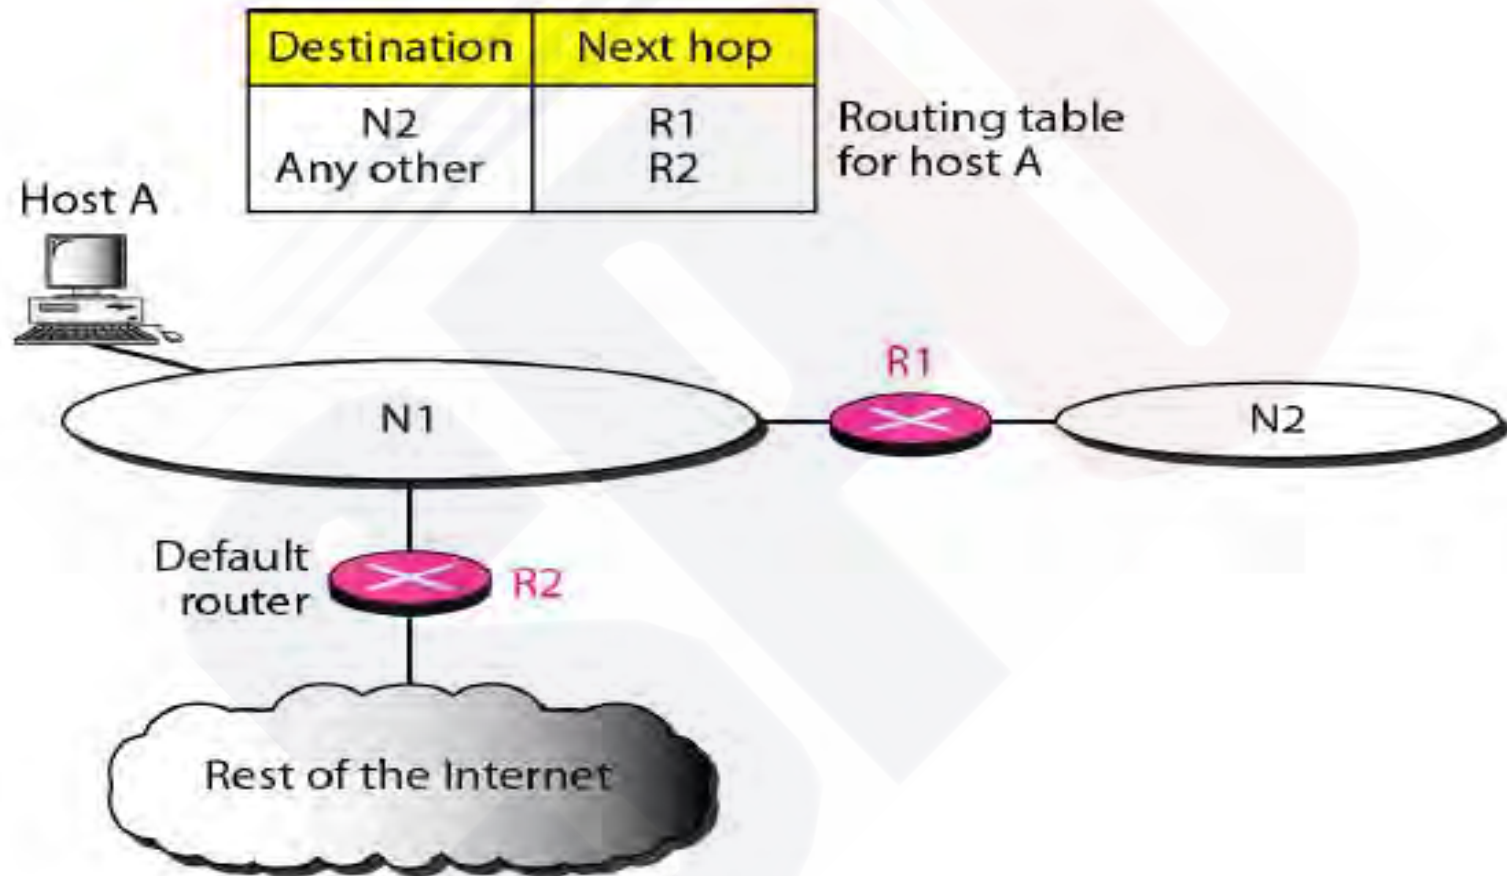 Destination Next hop
N2 R1
Any other R2
Routing table
for host A
Host A
R1
N1
N2
Default
router
R2
Rest of the Internet